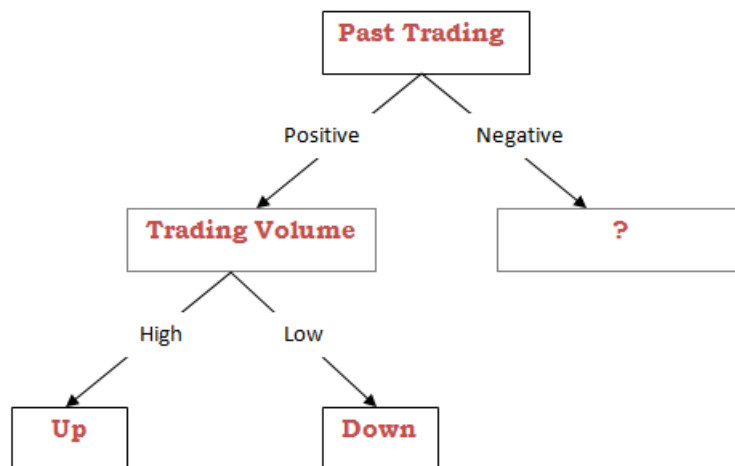 Past Trading
Positive
Negative
Trading Volume
?
High
Low
Up
Down